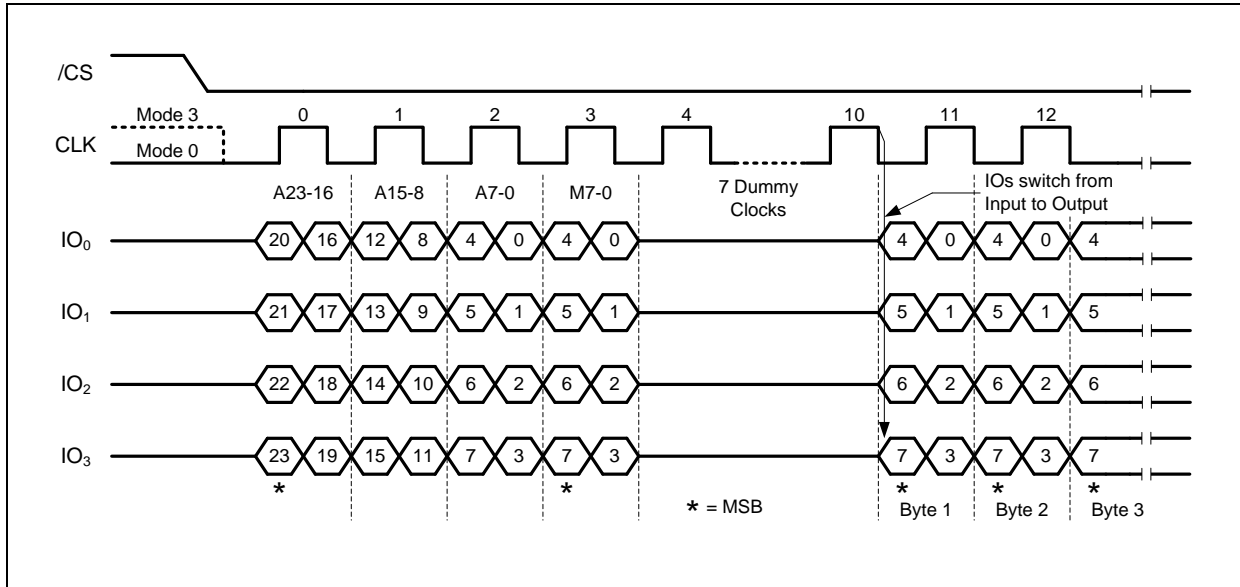 /CS
Mode 3 0 1 2 3 4 10 11 12
CLK
Mode 0
A23-16 A15-8 A7-0 M7-0 7 Dummy Clocks IOs switch from Input to Output
IO₀ 20 16 12 8 4 0 4 0 4 0 4 0 4
IO₁ 21 17 13 9 5 1 5 1 5 1 5 1 5
IO₂ 22 18 14 10 6 2 6 2 6 2 6 2 6
IO₃ 23 19 15 11 7 3 7 3 7 3 7 3 7
* * * * *
* = MSB Byte 1 Byte 2 Byte 3